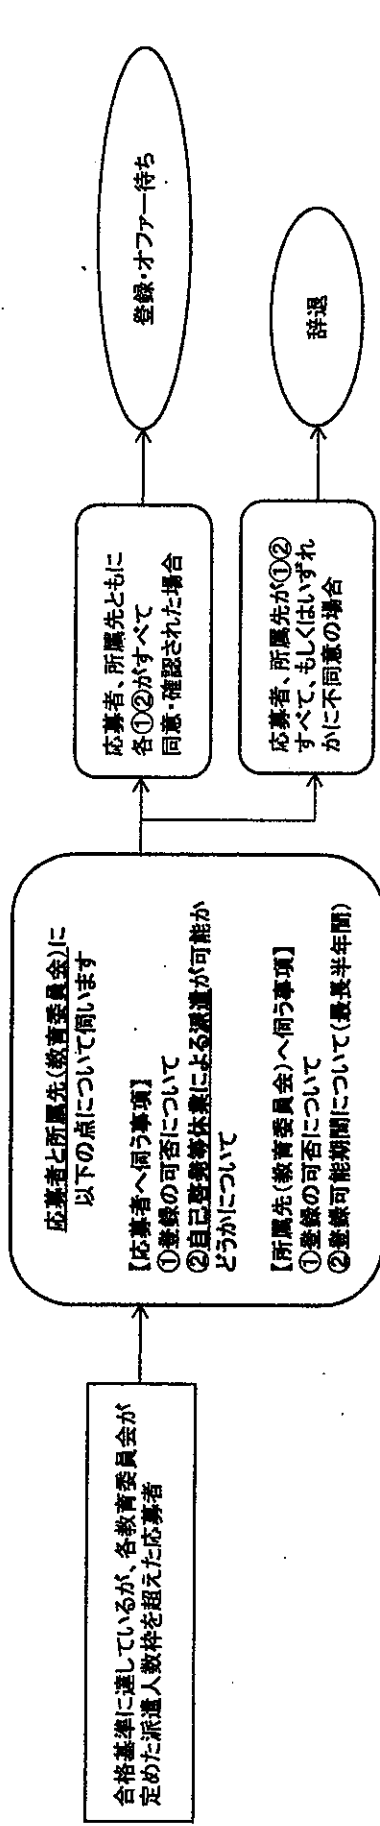 合格基準に達しているが、各教育委員会が
定めた派遣人数枠を超えた応募者
応募者と所属先(教育委員会)に
以下の点について伺います
【応募者へ伺う事項】
①登録の可否について
②自己啓発等休業による派遣が可能か
どうかについて
【所属先(教育委員会)へ伺う事項】
①登録の可否について
②登録可能期間について(最長半年間)
応募者、所属先ともに
各①②がすべて
同意・確認された場合
登録・オファー待ち
応募者、所属先が①②
すべて、もしくはいずれ
かに不同意の場合
辞退